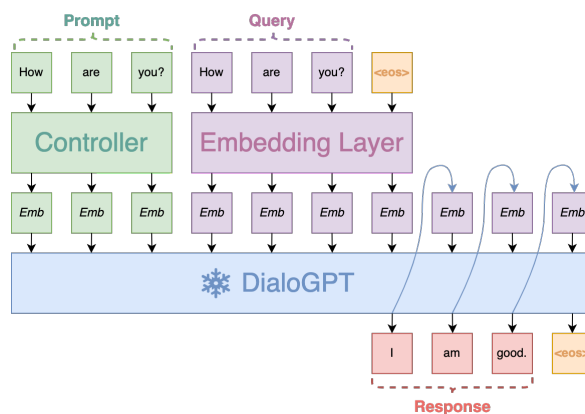 Prompt Query
How are you? How are you? <eos>
Controller Embedding Layer
Emb Emb Emb Emb Emb Emb Emb Emb Emb Emb
DialoGPT
I am good. <eos>
Response